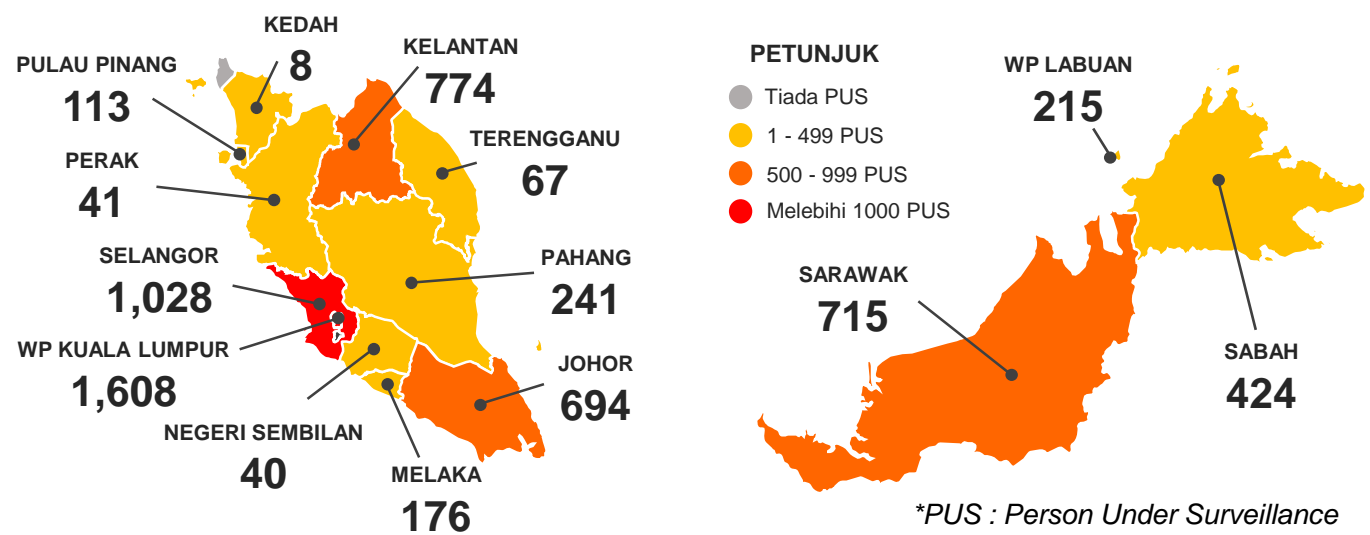 KEDAH
8
KELANTAN
774
PULAU PINANG
113
TERENGGANU
67
PERAK
41
SELANGOR
1,028
PAHANG
241
WP KUALA LUMPUR
1,608
JOHOR
694
NEGERI SEMBILAN
40
MELAKA
176
PETUNJUK
Tiada PUS
1 - 499 PUS
500 - 999 PUS
Melebihi 1000 PUS
WP LABUAN
215
SARAWAK
715
SABAH
424
*PUS : Person Under Surveillance